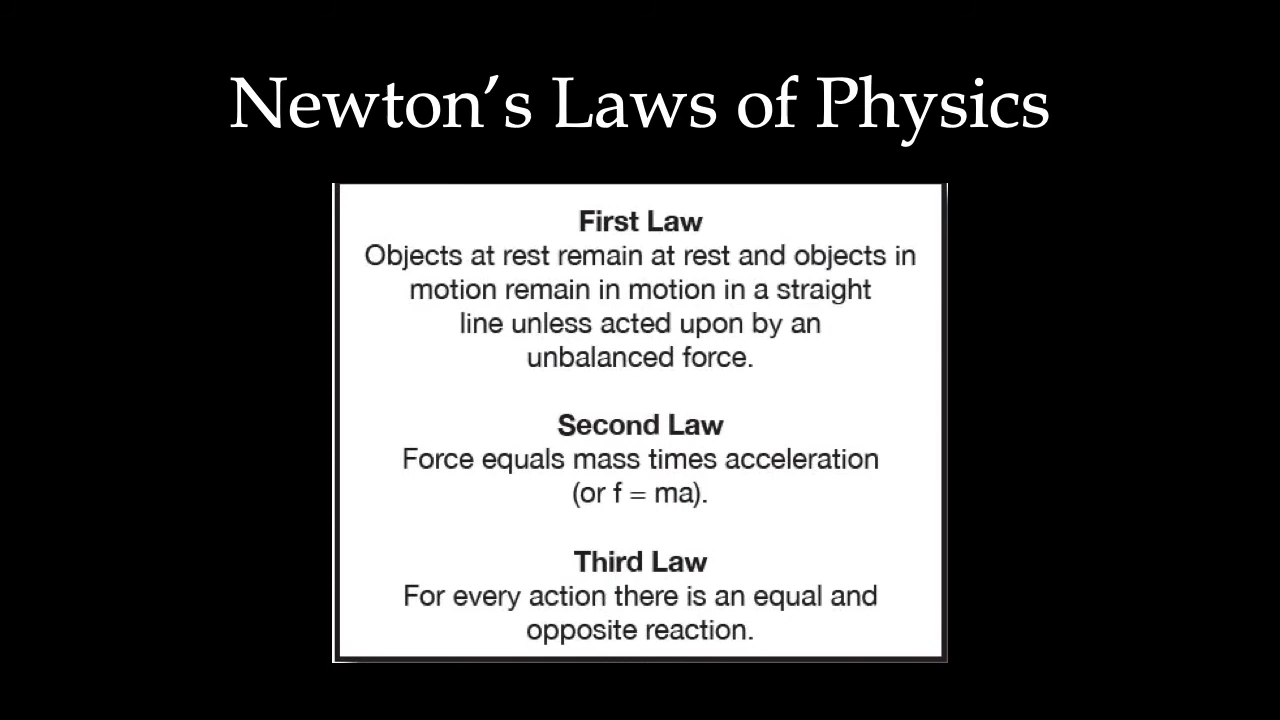 Newton’s Laws of Physics
First Law
Objects at rest remain at rest and objects in
motion remain in motion in a straight
line unless acted upon by an
unbalanced force.
Second Law
Force equals mass times acceleration
(or f = ma).
Third Law
For every action there is an equal and
opposite reaction.